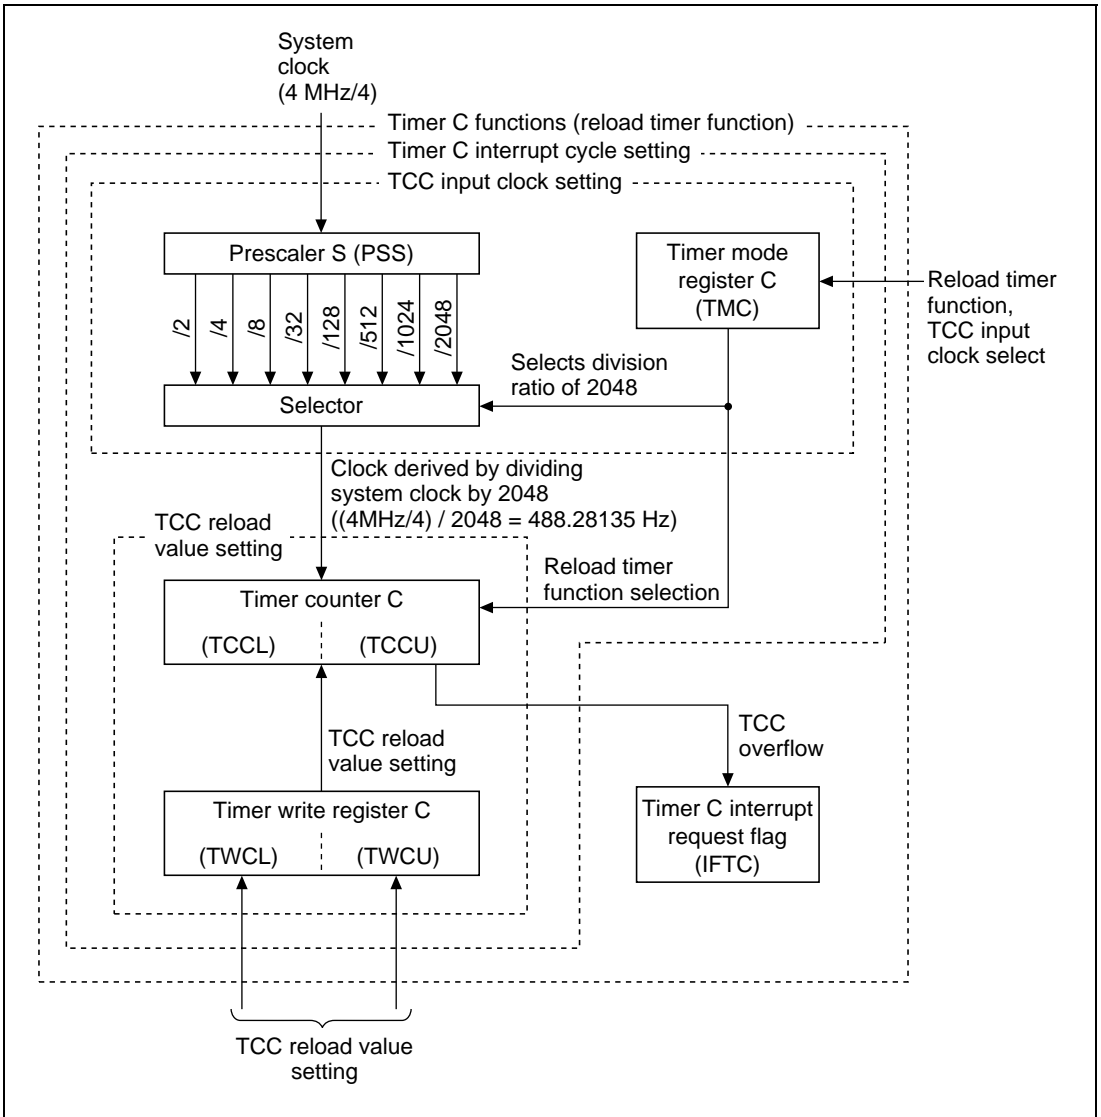 System
clock
(4 MHz/4)
Timer C functions (reload timer function)
Timer C interrupt cycle setting
TCC input clock setting
Prescaler S (PSS)
Timer mode
register C
(TMC)
Reload timer
function,
TCC input
clock select
/2
/4
/8
/32
/128
/512
/1024
/2048
Selects division
ratio of 2048
Selector
Clock derived by dividing
system clock by 2048
((4MHz/4) / 2048 = 488.28135 Hz)
TCC reload
value setting
Reload timer
function selection
Timer counter C
(TCCL)
(TCCU)
TCC reload
value setting
TCC
overflow
Timer write register C
(TWCL)
(TWCU)
Timer C interrupt
request flag
(IFTC)
TCC reload value
setting